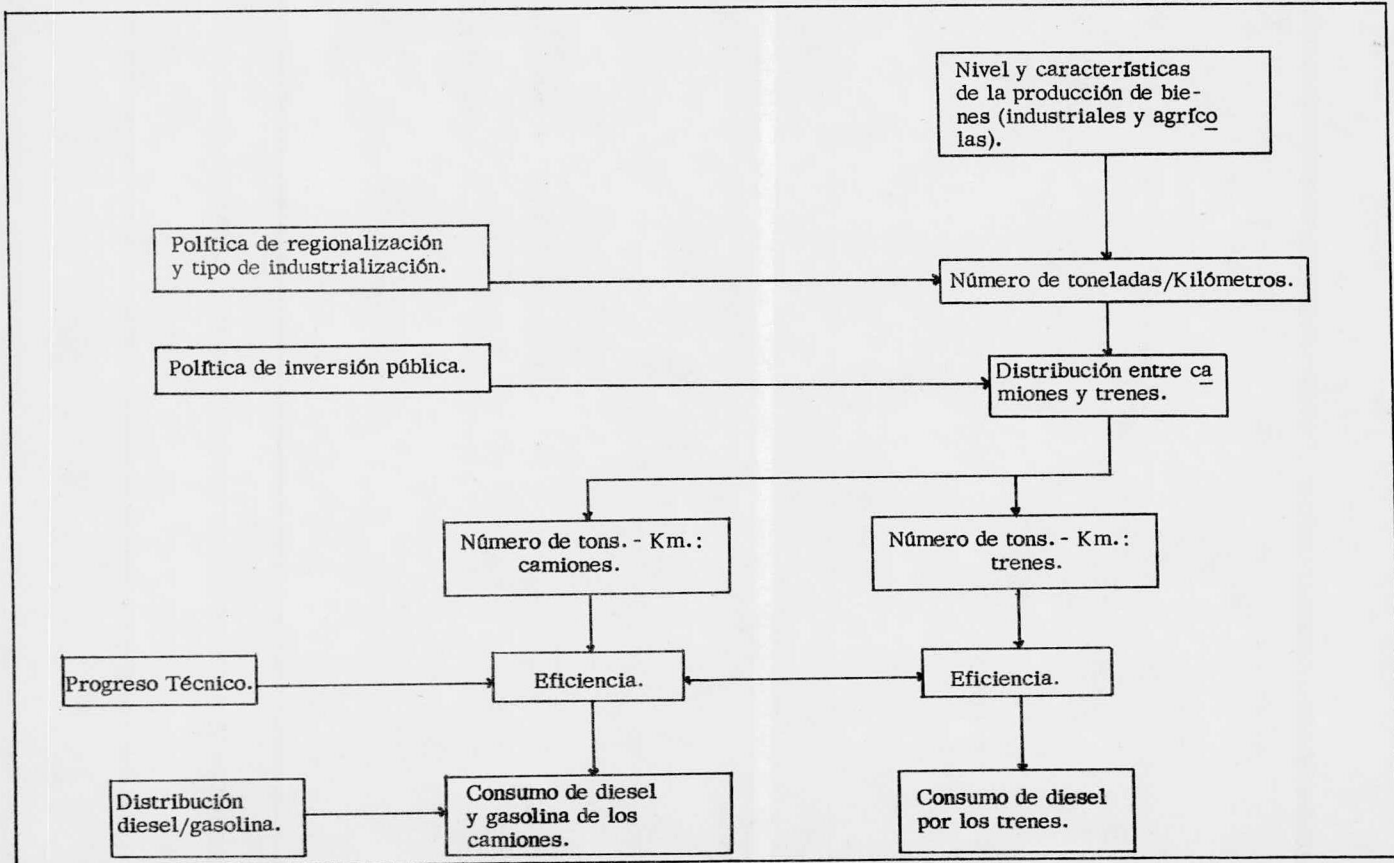 Nivel y características
de la producción de bie-
nes (industriales y agríco
las).
Política de regionalización
y tipo de industrialización.
Número de toneladas/Kilómetros.
Política de inversión pública.
Distribución entre ca
miones y trenes.
Número de tons. - Km.:
camiones.
Número de tons. - Km.:
trenes.
Progreso Técnico.
Eficiencia.
Eficiencia.
Distribución
diesel/gasolina.
Consumo de diesel
y gasolina de los
camiones.
Consumo de diesel
por los trenes.